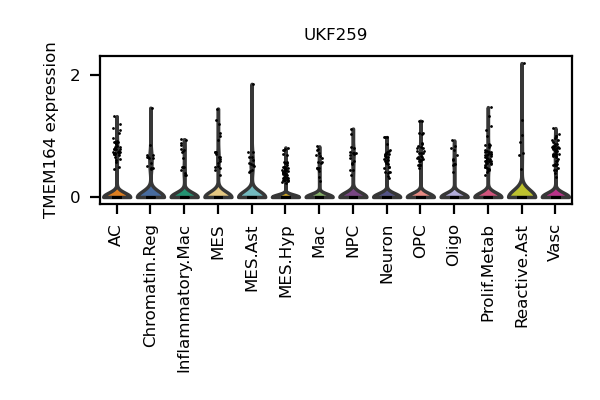 UKF259
TMEM164 expression
2
0
AC
Chromatin.Reg
Inflammatory.Mac
MES
MES.Ast
MES.Hyp
Mac
NPC
Neuron
OPC
Oligo
Prolif.Metab
Reactive.Ast
Vasc